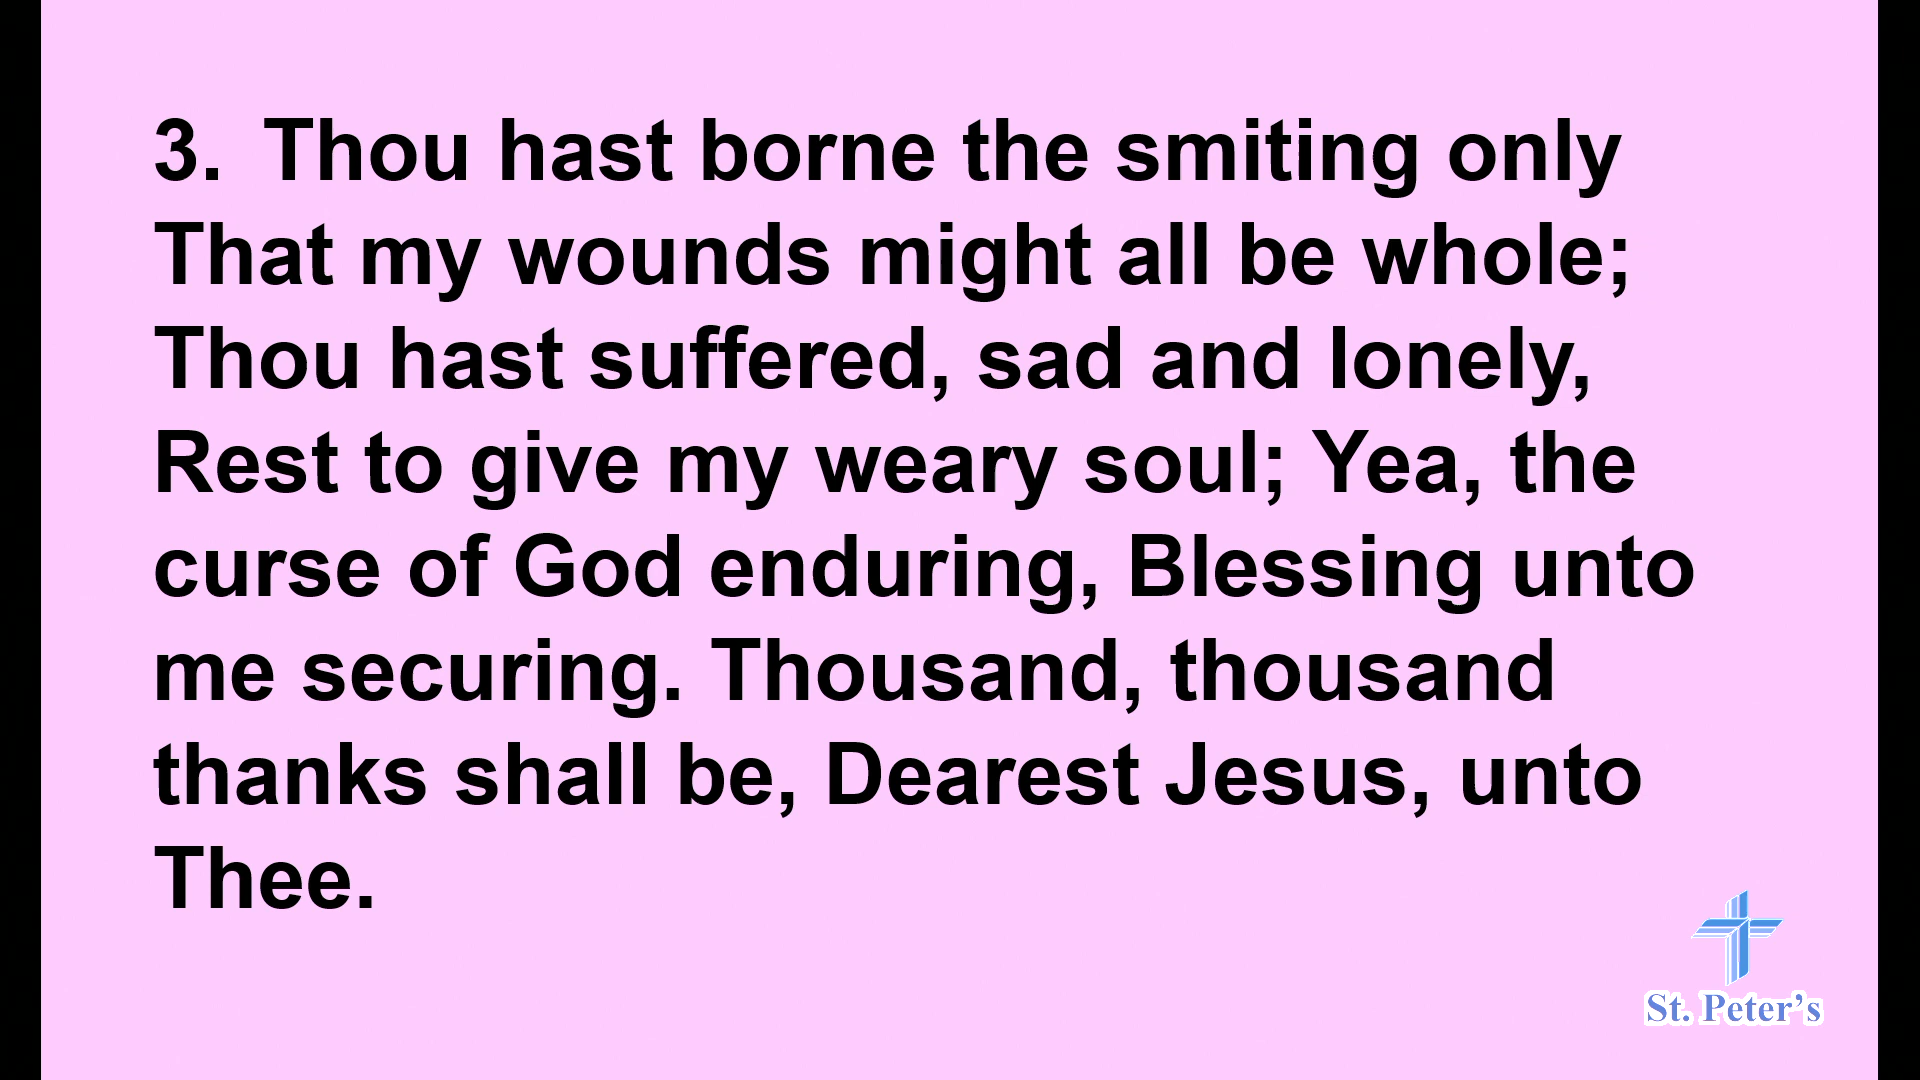 3. Thou hast borne the smiting only
That my wounds might all be whole;
Thou hast suffered, sad and lonely,
Rest to give my weary soul; Yea, the
curse of God enduring, Blessing unto
me securing. Thousand, thousand
thanks shall be, Dearest Jesus, unto
Thee.
St. Peter’s